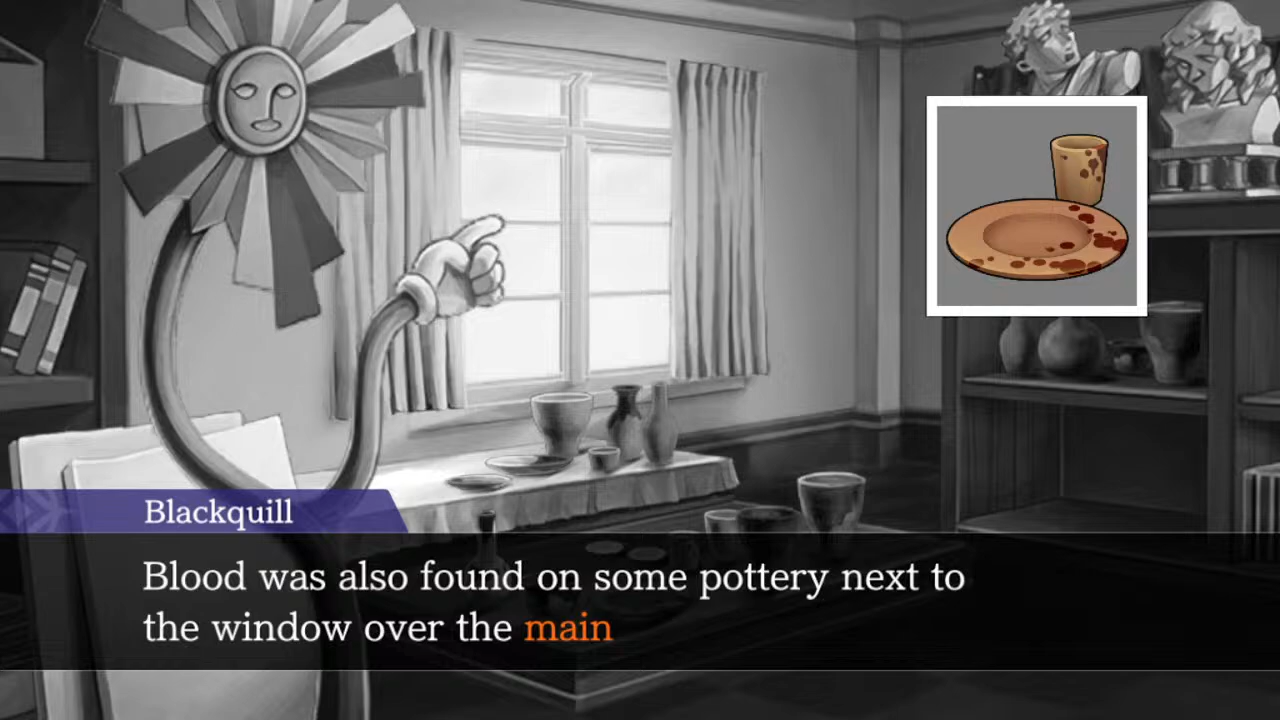 Blackquill
Blood was also found on some pottery next to
the window over the main